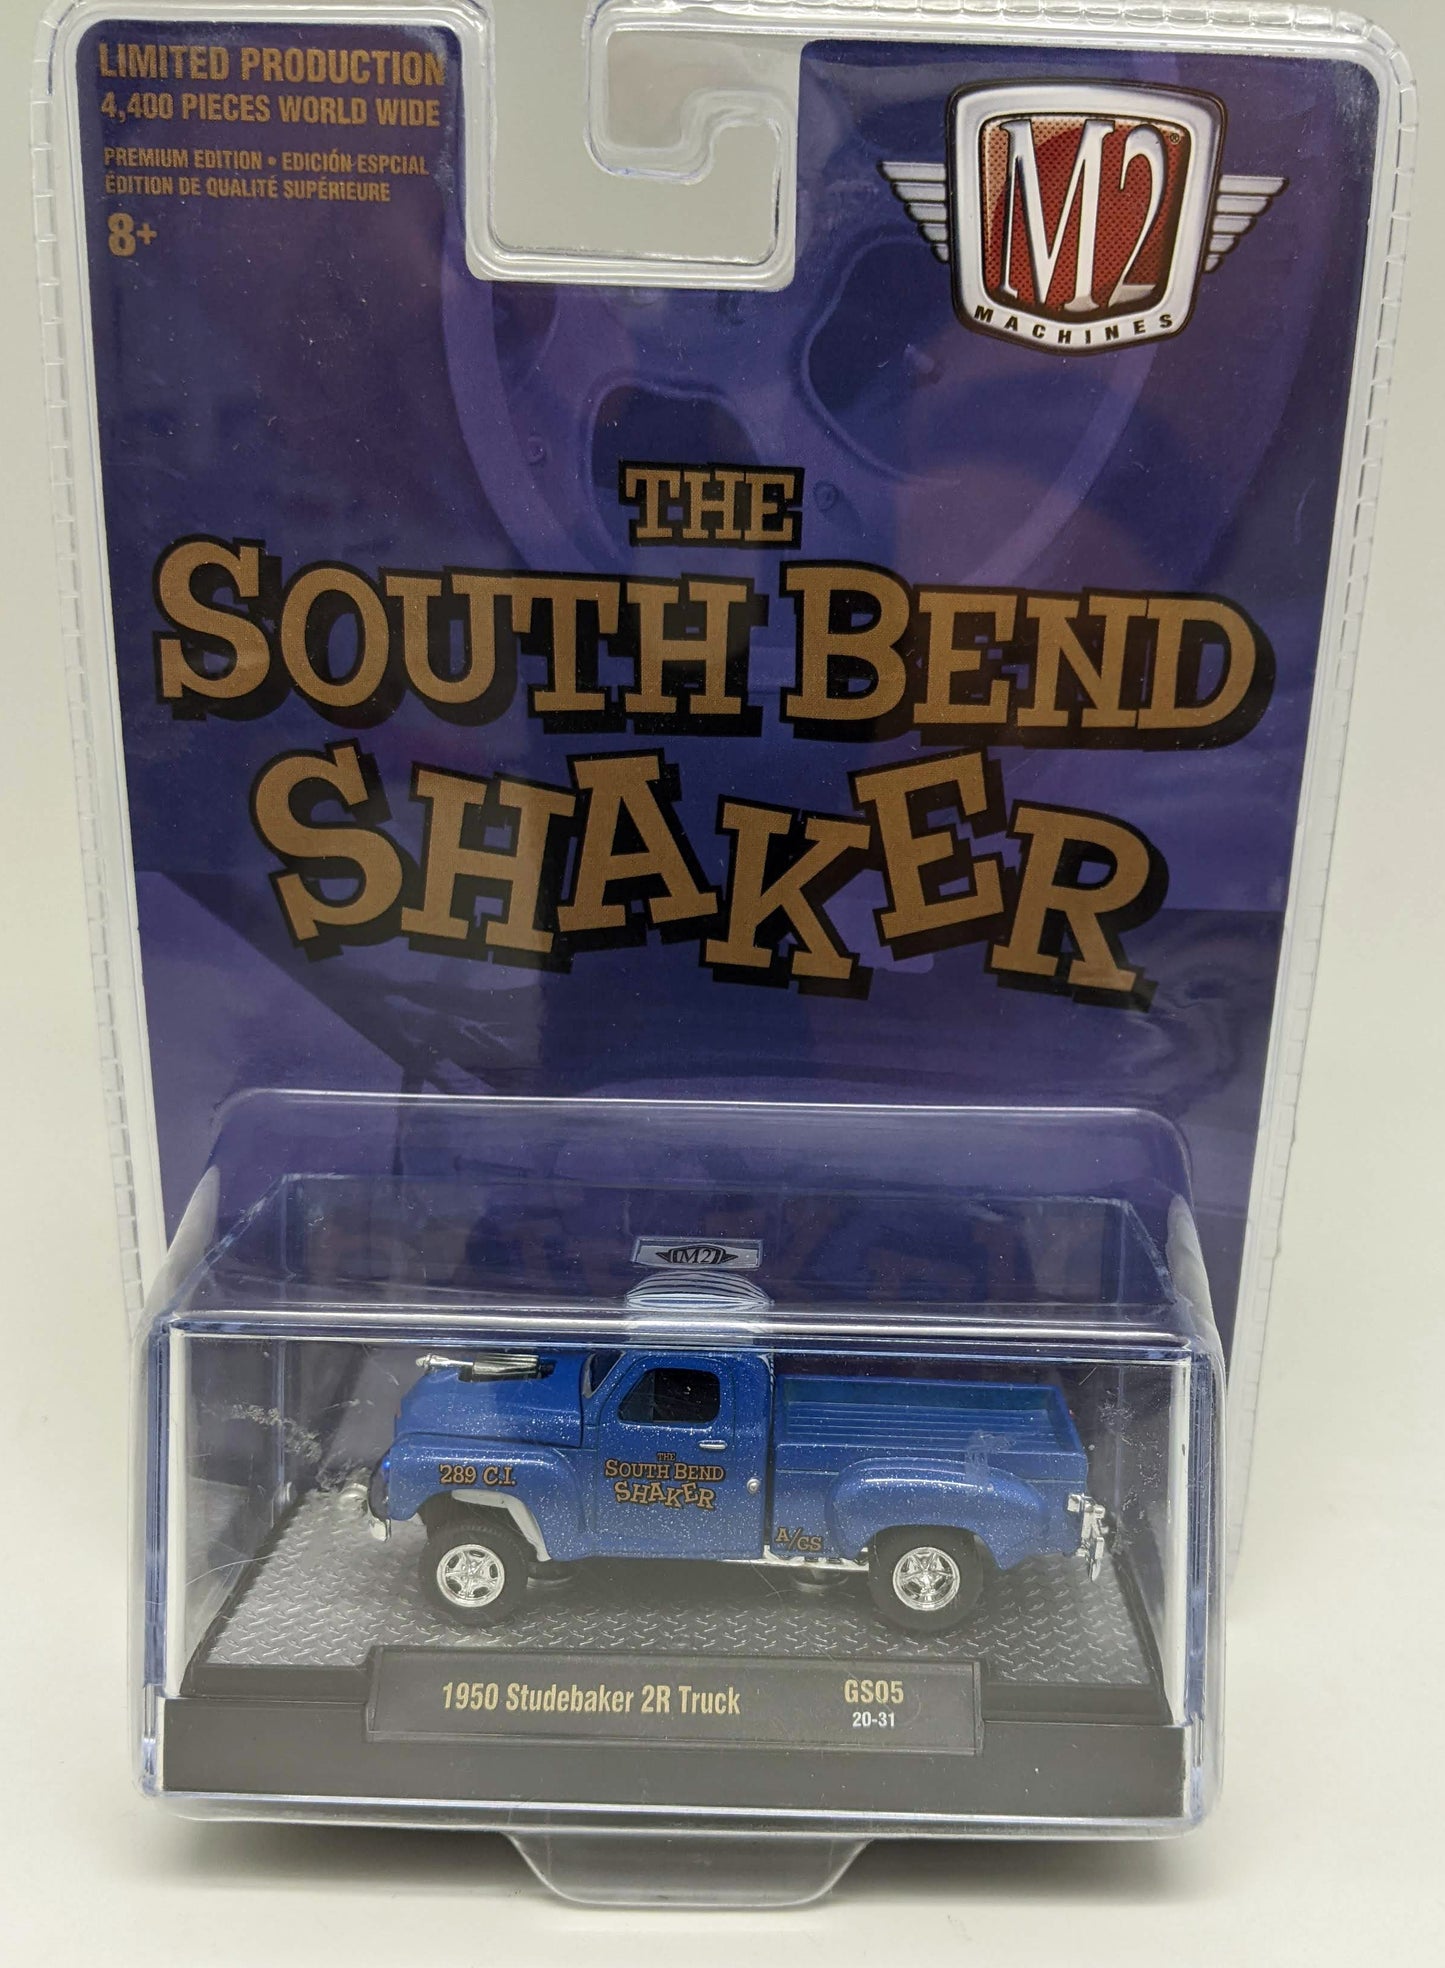 LIMITED PRODUCTION
4,400 PIECES WORLD WIDE
PREMIUM EDITION • EDICIÓN ESPCIAL
ÉDITION DE QUALITÉ SUPÉRIEURE
8+
M2®
MACHINES
THE
SOUTH BEND
SHAKER
M2
289 C.I.
THE
SOUTH BEND
SHAKER
A/GS
1950 Studebaker 2R Truck
GS05
20-31